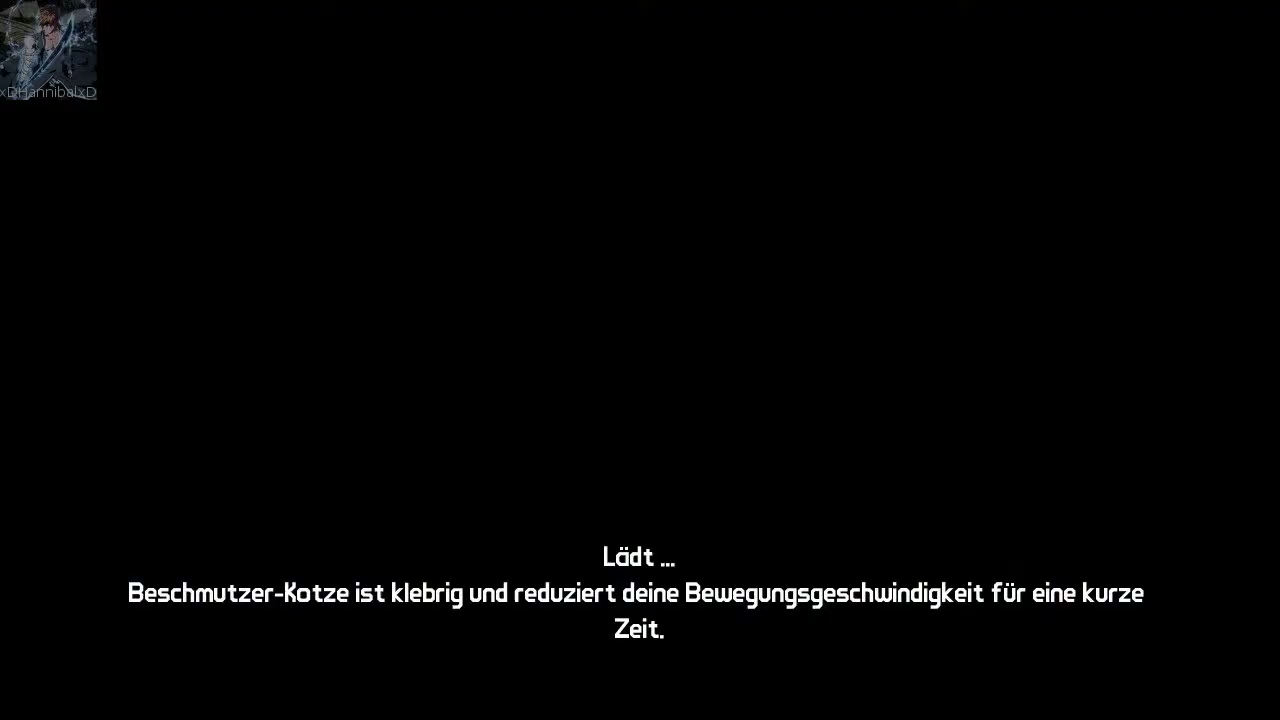 xDHannibalxD
Lädt ...
Beschmutzer-Kotze ist klebrig und reduziert deine Bewegungsgeschwindigkeit für eine kurze
Zeit.